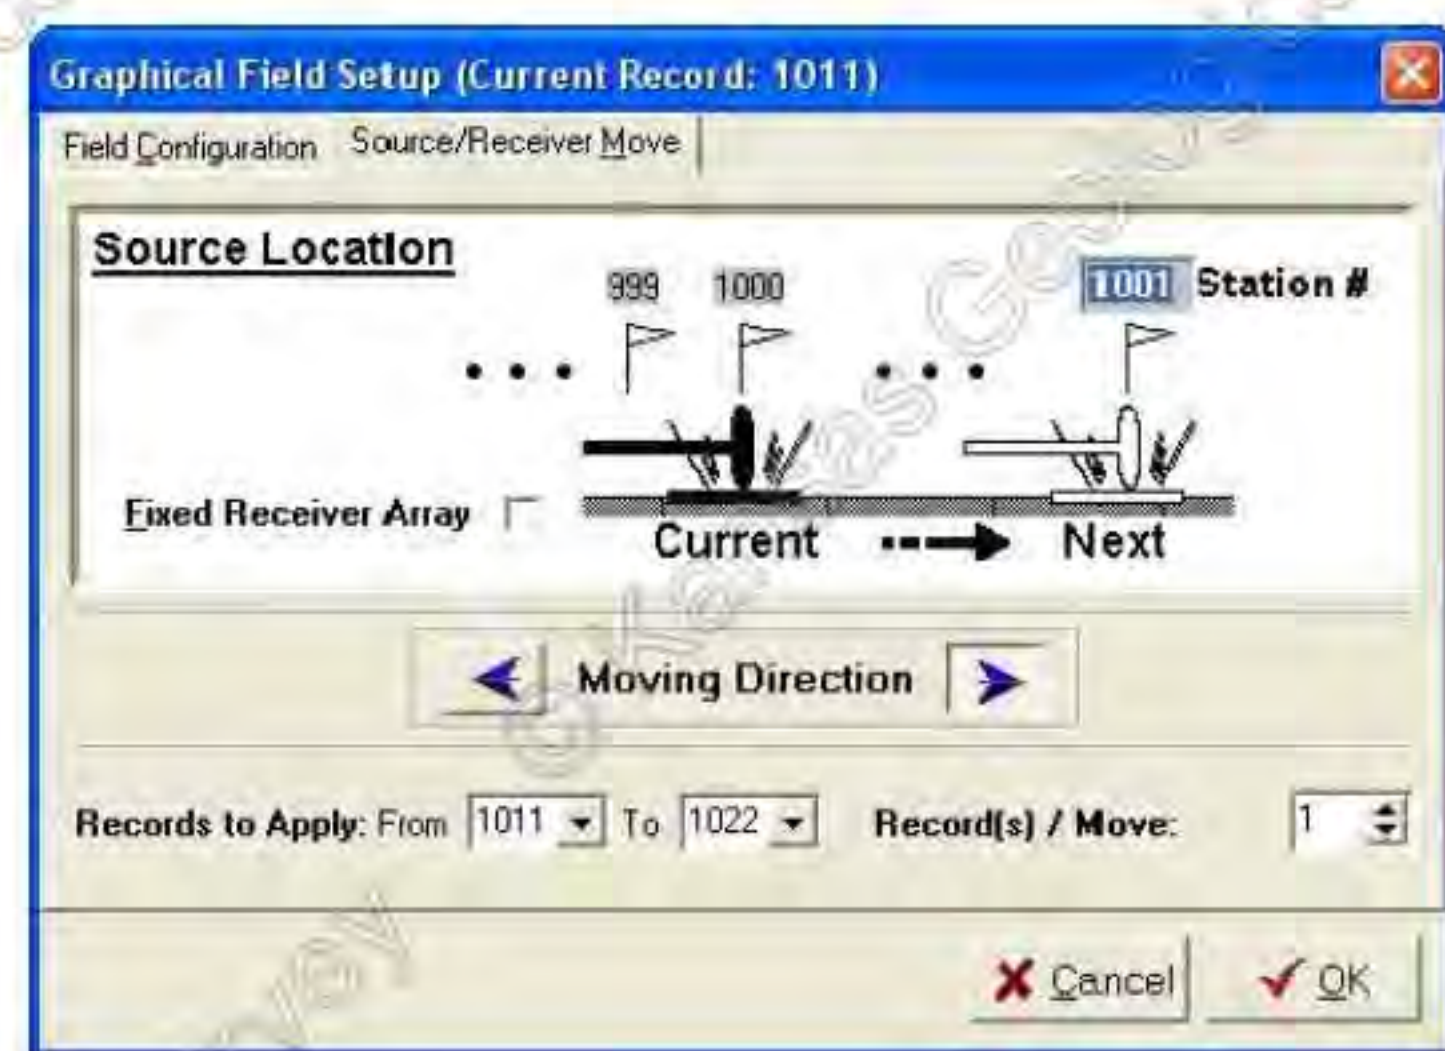 Graphical Field Setup (Current Record: 1011)
Field Configuration Source/Receiver Move
Source Location
999 1000 1001 Station #
Fixed Receiver Array
Current Next
Moving Direction
Records to Apply: From 1011 To 1022 Record(s) / Move: 1
Cancel OK